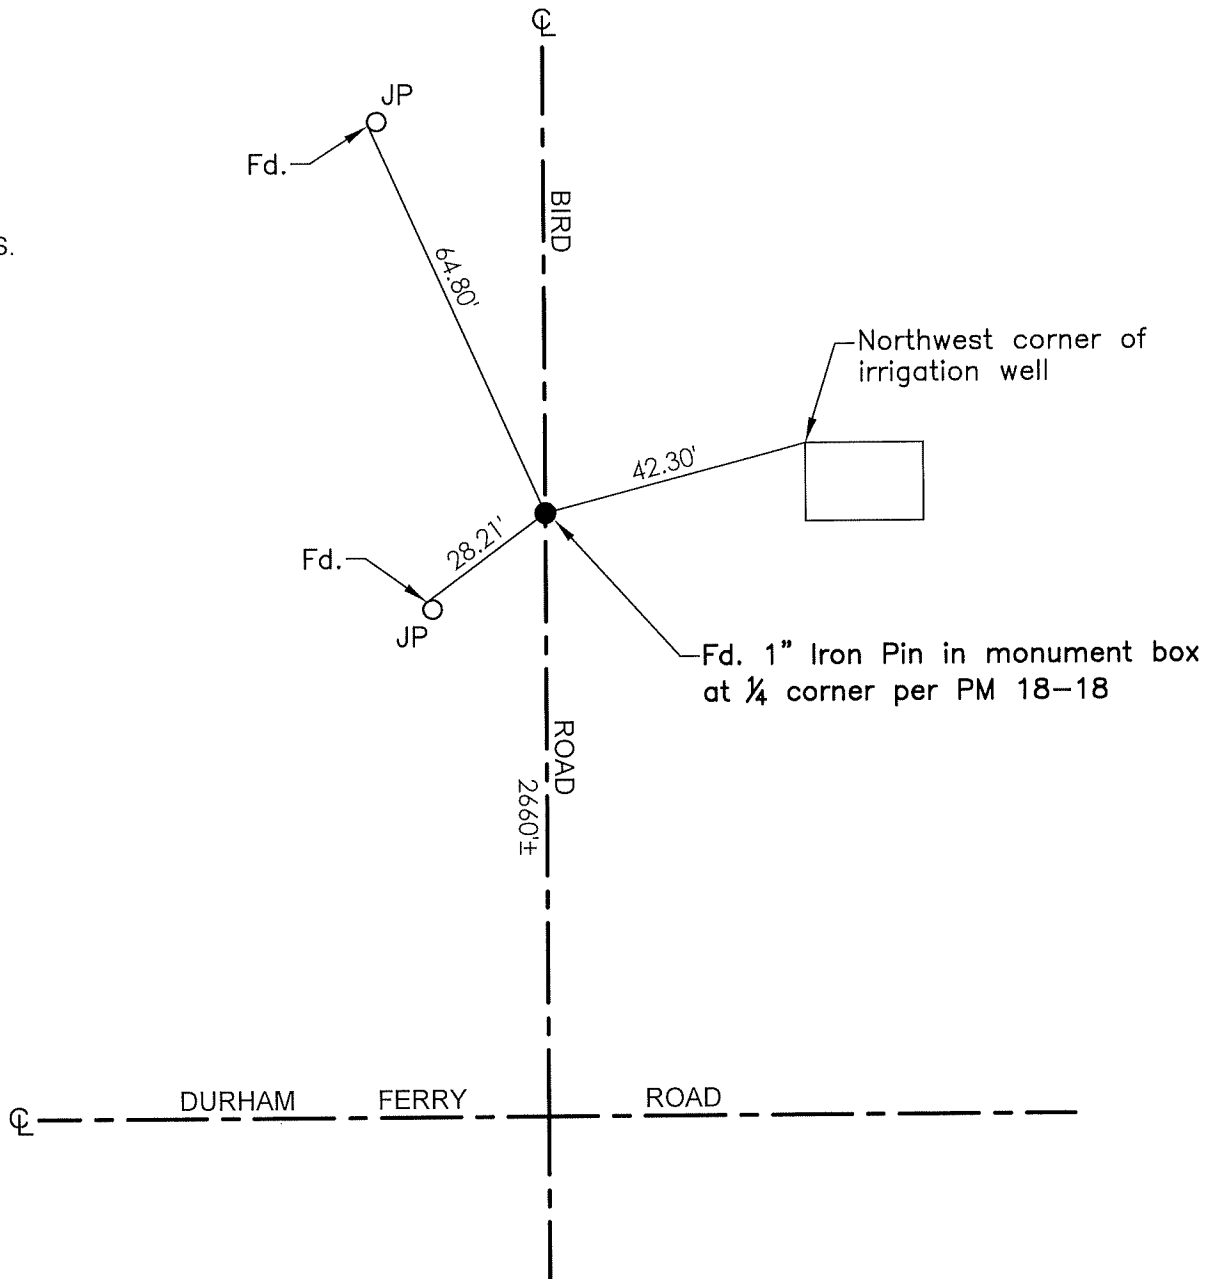 ℄
JP
Fd.
BIRD
S.
64.80'
Northwest corner of
irrigation well
42.30'
28.21'
Fd.
JP
Fd. 1" Iron Pin in monument box
at ¼ corner per PM 18-18
ROAD
2660'±
DURHAM FERRY ROAD
℄